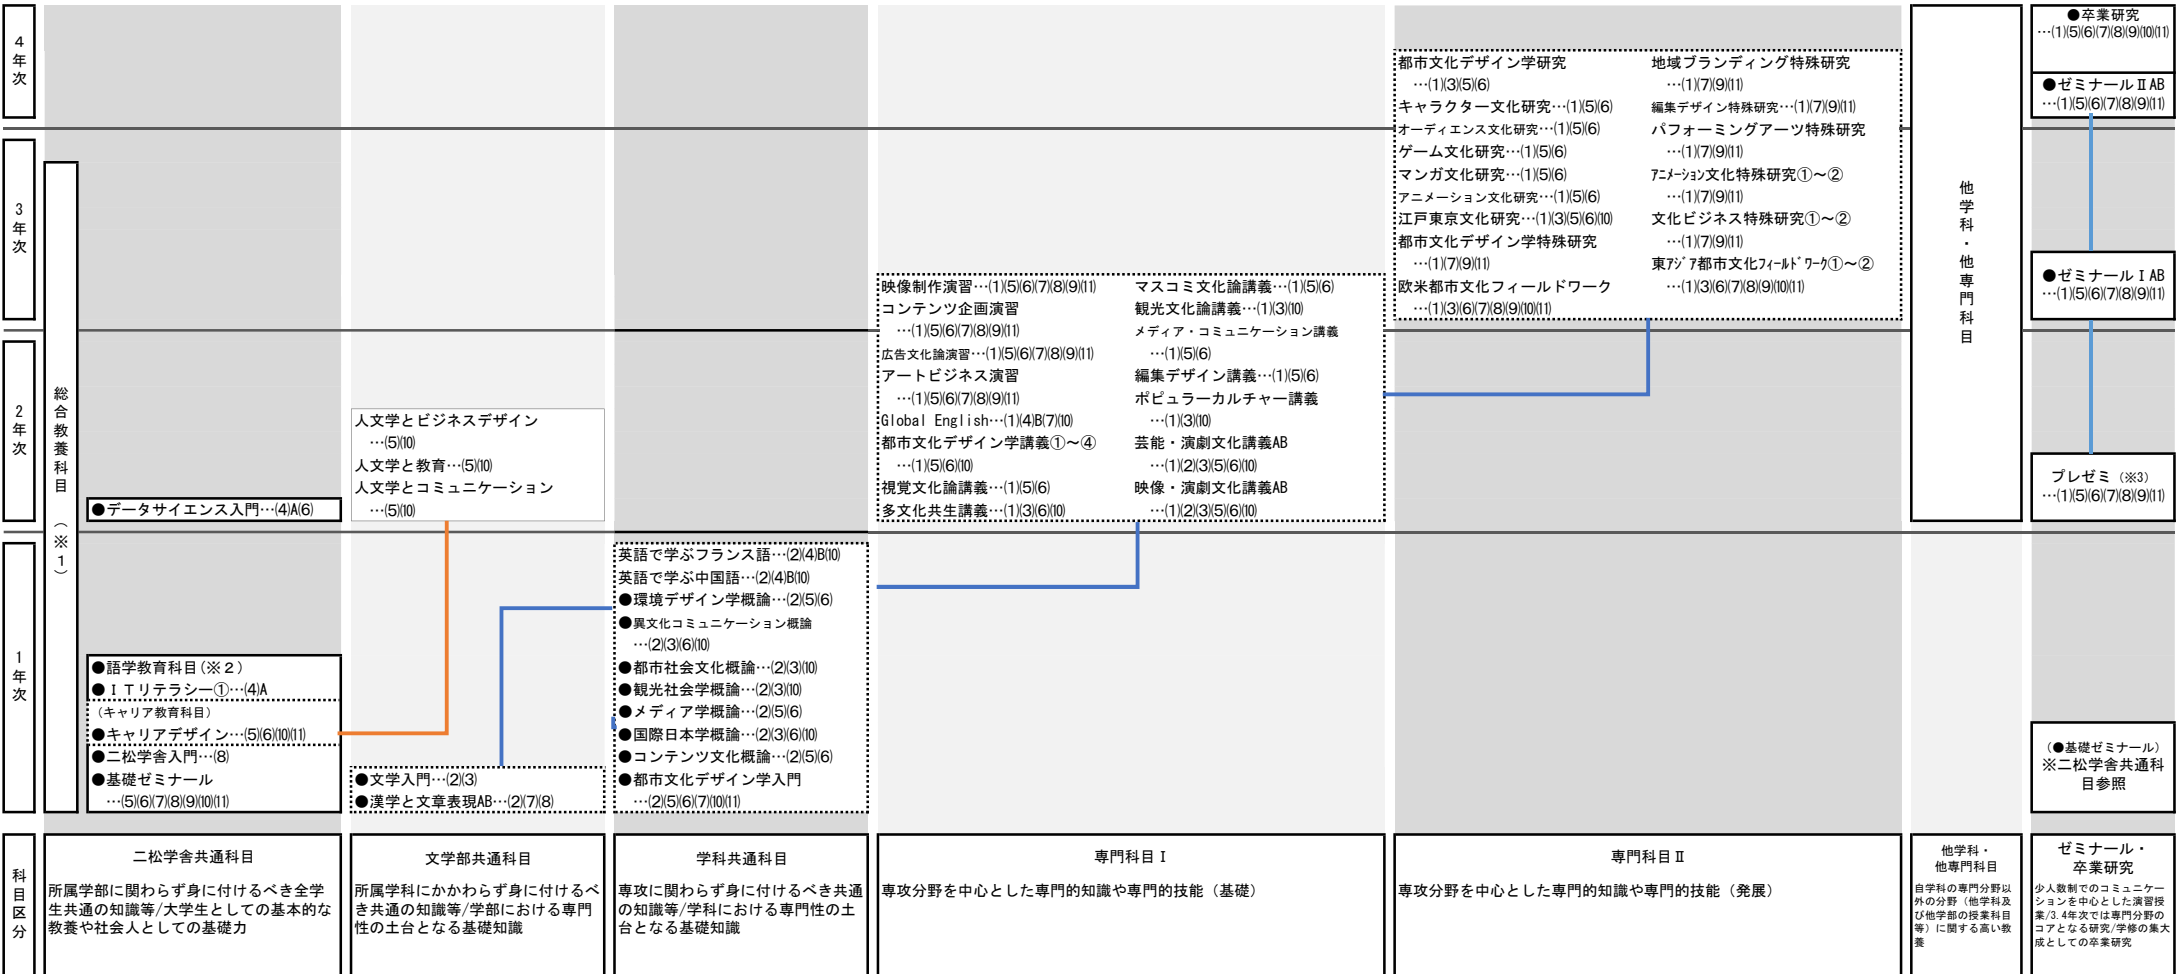 4年次
3年次
2年次
1年次
科目区分
総合教養科目（※１）
●データサイエンス入門…(4)A(6)
●語学教育科目(※２)
●ＩＴリテラシー①…(4)A
(キャリア教育科目)
●キャリアデザイン…(5)(6)(10)(11)
●二松学舎入門…(8)
●基礎ゼミナール
…(5)(6)(7)(8)(9)(10)(11)
二松学舎共通科目
所属学部に関わらず身に付けるべき全学
生共通の知識等/大学生としての基本的な
教養や社会人としての基礎力
人文学とビジネスデザイン
…(5)(10)
人文学と教育…(5)(10)
人文学とコミュニケーション
…(5)(10)
●文学入門…(2)(3)
●漢学と文章表現AB…(2)(7)(8)
文学部共通科目
所属学科にかかわらず身に付けるべ
き共通の知識等/学部における専門
性の土台となる基礎知識
英語で学ぶフランス語…(2)(4)B(10)
英語で学ぶ中国語…(2)(4)B(10)
●環境デザイン学概論…(2)(5)(6)
●異文化コミュニケーション概論
…(2)(3)(6)(10)
●都市社会文化概論…(2)(3)(10)
●観光社会学概論…(2)(3)(10)
●メディア学概論…(2)(5)(6)
●国際日本学概論…(2)(3)(6)(10)
●コンテンツ文化概論…(2)(5)(6)
●都市文化デザイン学入門
…(2)(5)(6)(7)(10)(11)
学科共通科目
専攻に関わらず身に付けるべき共通
の知識等/学科における専門性の土
台となる基礎知識
映像制作演習…(1)(5)(6)(7)(8)(9)(11)
コンテンツ企画演習
…(1)(5)(6)(7)(8)(9)(11)
広告文化論演習…(1)(5)(6)(7)(8)(9)(11)
アートビジネス演習
…(1)(5)(6)(7)(8)(9)(11)
Global English…(1)(4)B(7)(10)
都市文化デザイン学講義①～④
…(1)(5)(6)(10)
視覚文化論講義…(1)(5)(6)
多文化共生講義…(1)(3)(6)(10)
マスコミ文化論講義…(1)(5)(6)
観光文化論講義…(1)(3)(10)
メディア・コミュニケーション講義
…(1)(5)(6)
編集デザイン講義…(1)(5)(6)
ポピュラーカルチャー講義
…(1)(3)(10)
芸能・演劇文化講義AB
…(1)(2)(3)(5)(6)(10)
映像・演劇文化講義AB
…(1)(2)(3)(5)(6)(10)
専門科目Ⅰ
専攻分野を中心とした専門的知識や専門的技能（基礎）
都市文化デザイン学研究
…(1)(3)(5)(6)
キャラクター文化研究…(1)(5)(6)
オーディエンス文化研究…(1)(5)(6)
ゲーム文化研究…(1)(5)(6)
マンガ文化研究…(1)(5)(6)
アニメーション文化研究…(1)(5)(6)
江戸東京文化研究…(1)(3)(5)(6)(10)
都市文化デザイン学特殊研究
…(1)(7)(9)(11)
欧米都市文化フィールドワーク
…(1)(3)(6)(7)(8)(9)(10)(11)
地域ブランディング特殊研究
…(1)(7)(9)(11)
編集デザイン特殊研究…(1)(7)(9)(11)
パフォーミングアーツ特殊研究
…(1)(7)(9)(11)
ｱﾆﾒｰｼｮﾝ文化特殊研究①～②
…(1)(7)(9)(11)
文化ビジネス特殊研究①～②
…(1)(7)(9)(11)
東ｱｼﾞｱ都市文化ﾌｨｰﾙﾄﾞﾜｰｸ①～②
…(1)(3)(6)(7)(8)(9)(10)(11)
専門科目Ⅱ
専攻分野を中心とした専門的知識や専門的技能（発展）
他学科・他専門科目
他学科・
他専門科目
自学科の専門分野以
外の分野（他学科及
び他学部の授業科目
等）に関する高い教
養
●卒業研究
…(1)(5)(6)(7)(8)(9)(10)(11)
●ゼミナールⅡAB
…(1)(5)(6)(7)(8)(9)(11)
●ゼミナールⅠAB
…(1)(5)(6)(7)(8)(9)(11)
プレゼミ（※3）
…(1)(5)(6)(7)(8)(9)(11)
(●基礎ゼミナール)
※二松学舎共通科
目参照
ゼミナール・
卒業研究
少人数制でのコミュニケー
ションを中心とした演習授
業/3.4年次では専門分野の
コアとなる研究/学修の集大
成としての卒業研究